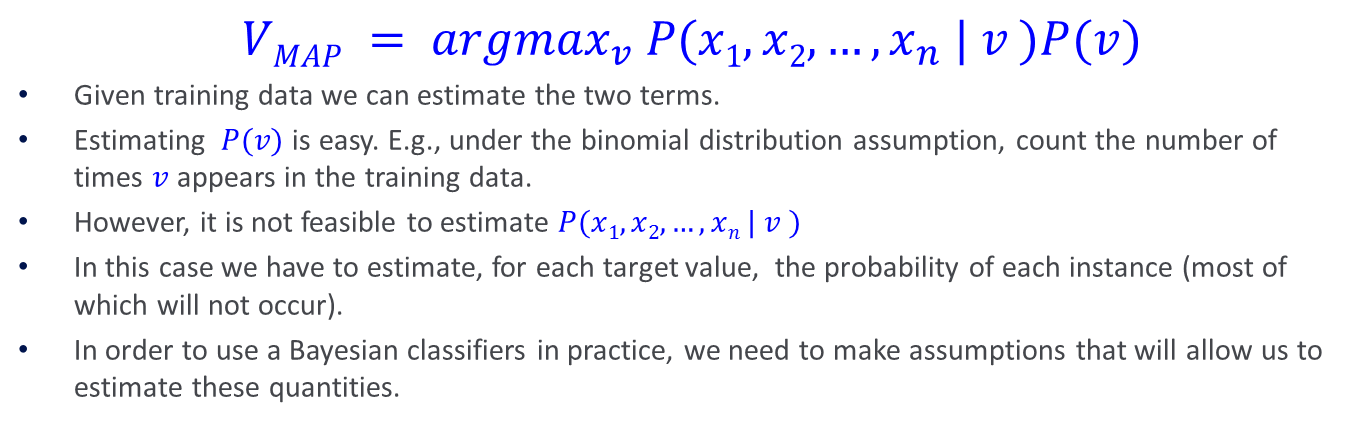 V_MAP = argmax_v P(x_1, x_2, …, x_n | v )P(v)
• Given training data we can estimate the two terms.
• Estimating P(v) is easy. E.g., under the binomial distribution assumption, count the number of
times v appears in the training data.
• However, it is not feasible to estimate P(x_1, x_2, …, x_n | v )
• In this case we have to estimate, for each target value, the probability of each instance (most of
which will not occur).
• In order to use a Bayesian classifiers in practice, we need to make assumptions that will allow us to
estimate these quantities.